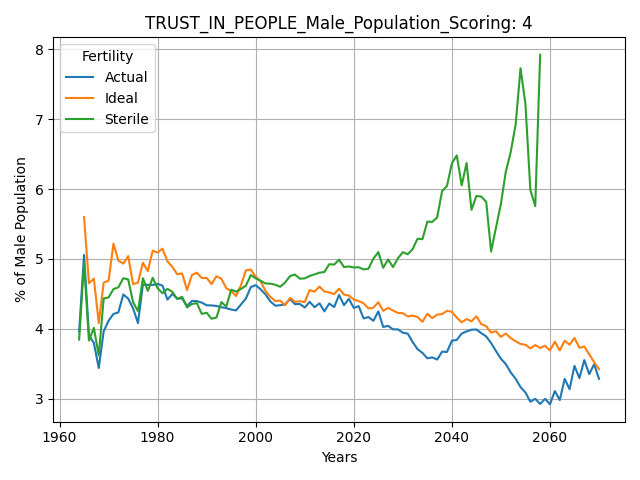 TRUST_IN_PEOPLE_Male_Population_Scoring: 4
Fertility
Actual
Ideal
Sterile
% of Male Population
8
7
6
5
4
3
1960
1980
2000
2020
2040
2060
Years